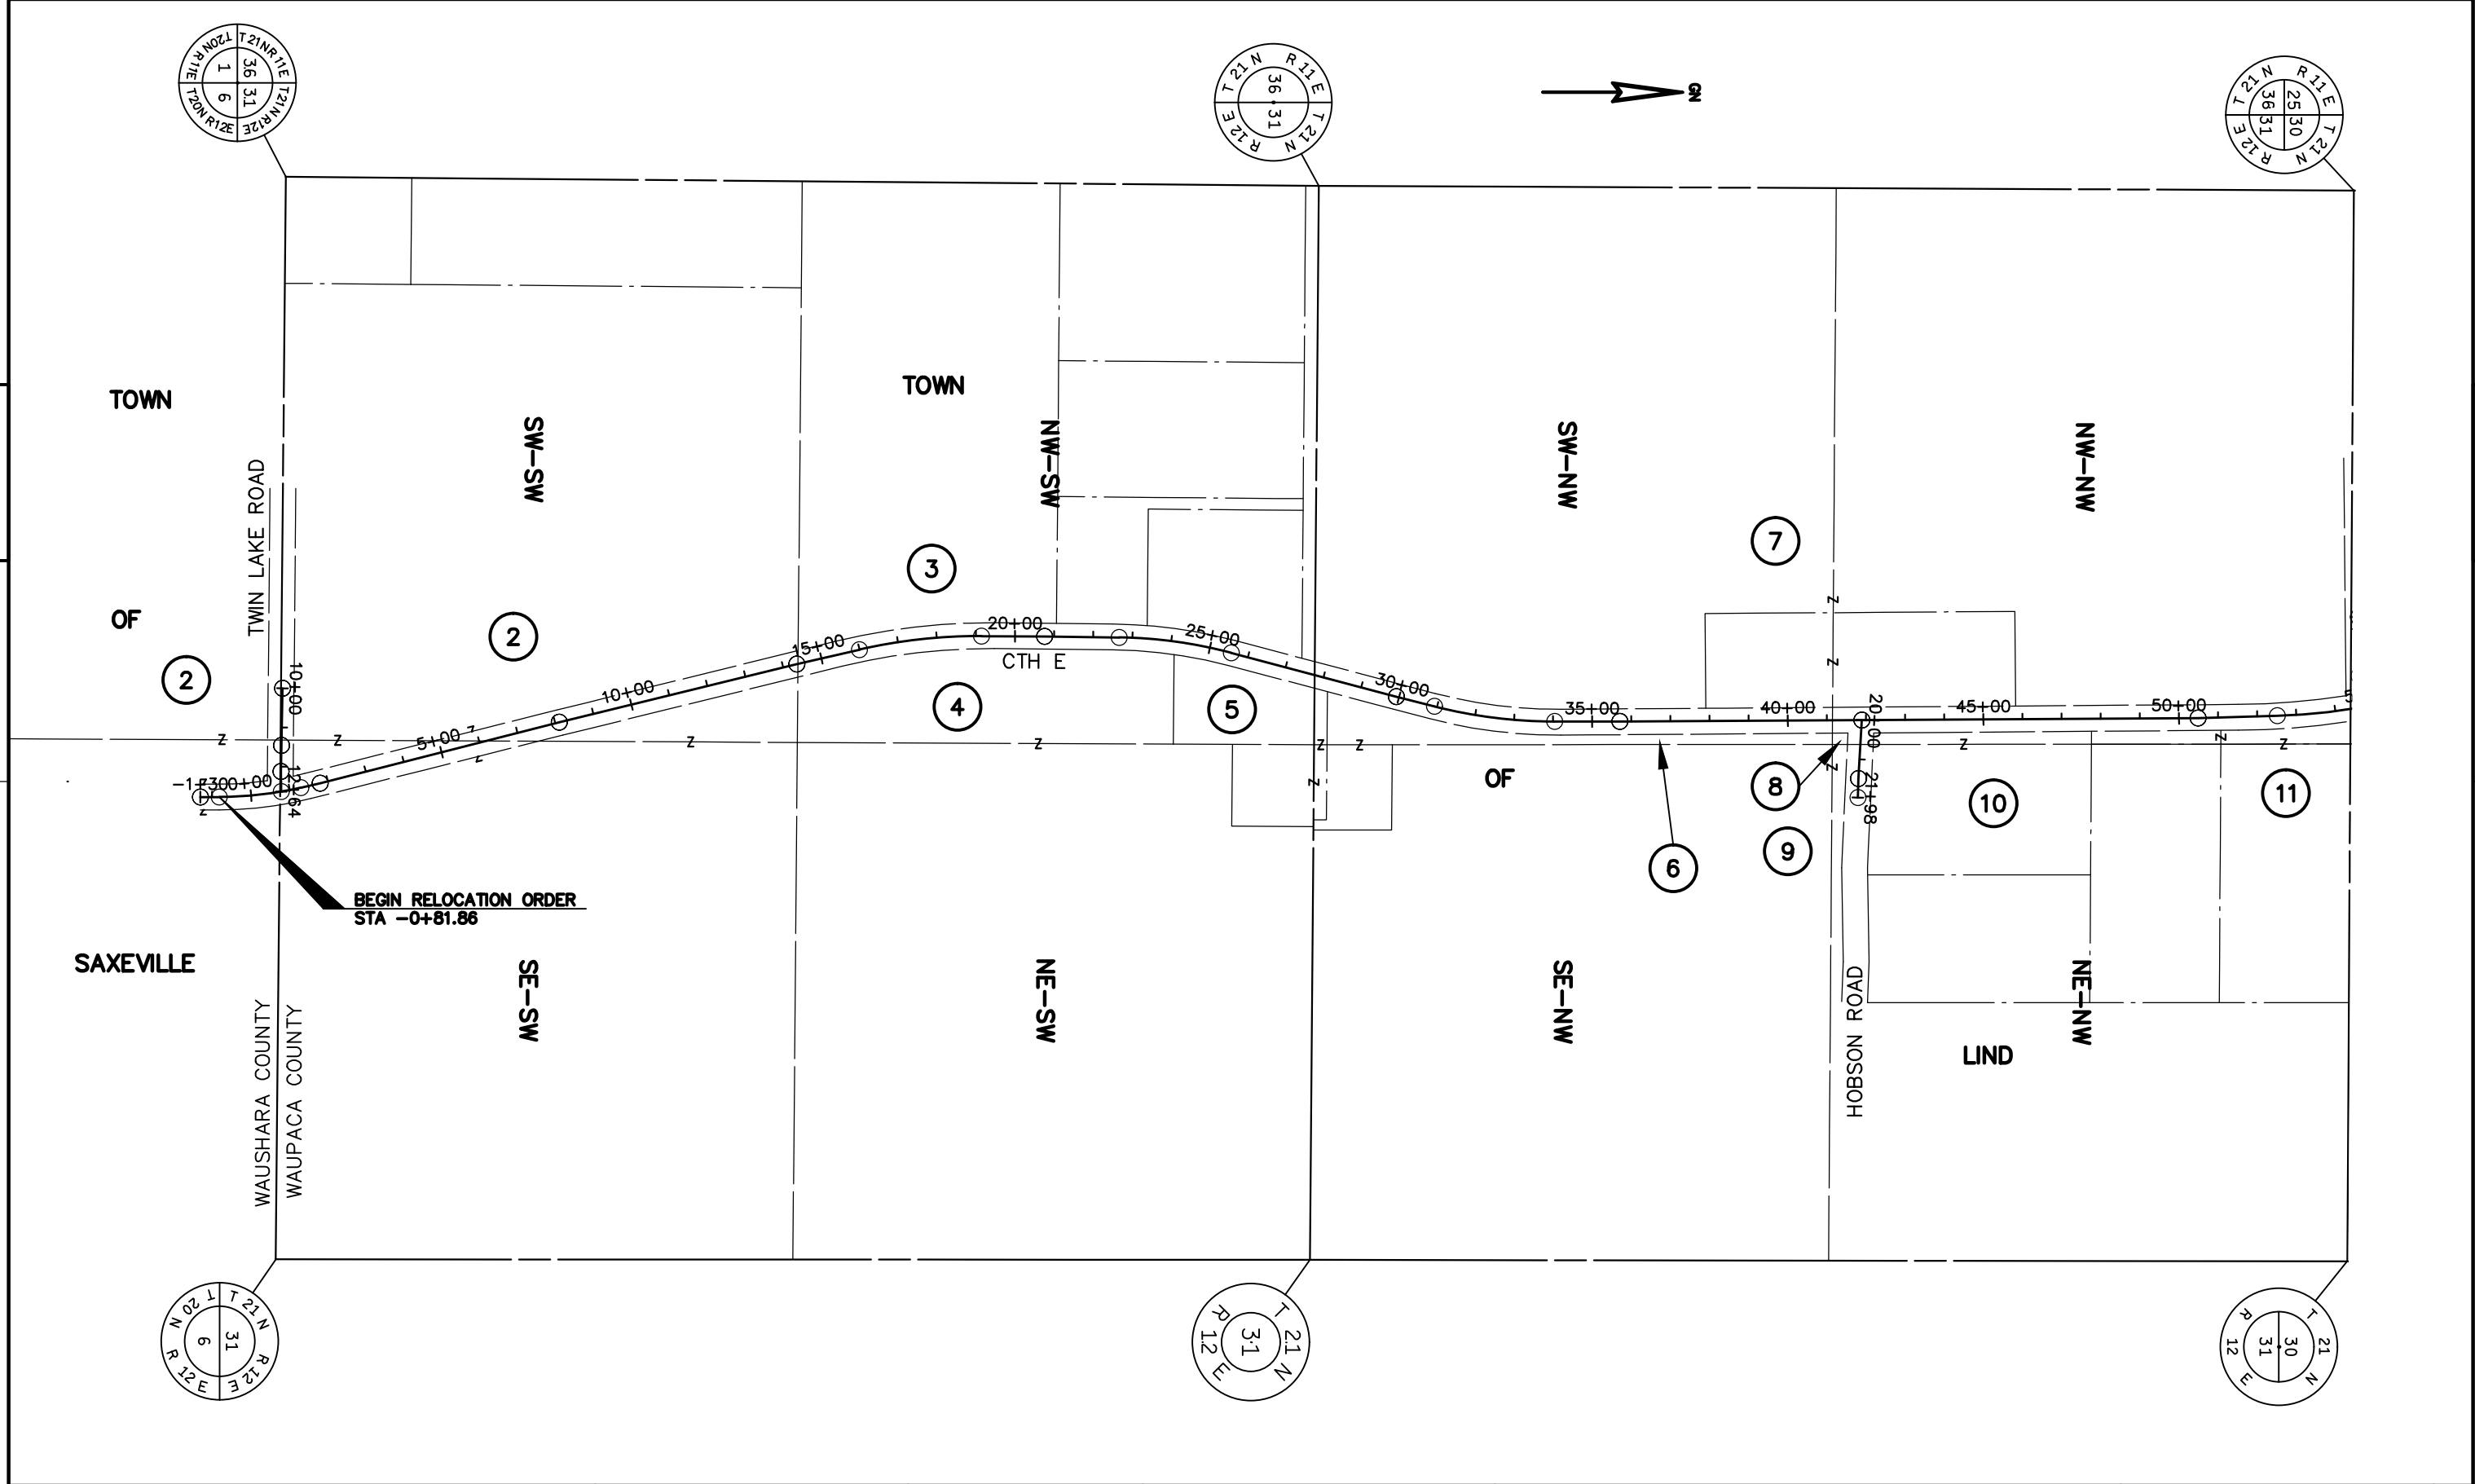 T20N R11E
T21N R11E
T21N R12E
T20N R12E
1
36
6
31
R 11 E
T 21 N
36 31
R 12 E
T 21 N
GN
R 11 E
T 21 N
25 30
36 31
R 12 E
T 21 N
TOWN
TOWN
SW-SW
NW-SW
SW-NW
NW-NW
TWIN LAKE ROAD
7
3
OF
2
2
10+00
5+00
10+00
15+00
20+00
25+00
CTH E
30+00
35+00
40+00
45+00
50+00
4
5
20+00
21+98
12+64
OF
8
10
11
9
6
BEGIN RELOCATION ORDER
STA -0+81.86
SAXEVILLE
SE-SW
NE-SW
SE-NW
NE-NW
WAUSHARA COUNTY
WAUPACA COUNTY
HOBSON ROAD
LIND
T 20 N
T 21 N
6
31
R 12 E
R 12 E
T 21 N
31
R 12 E
T 21 N
30
31
R 12 E